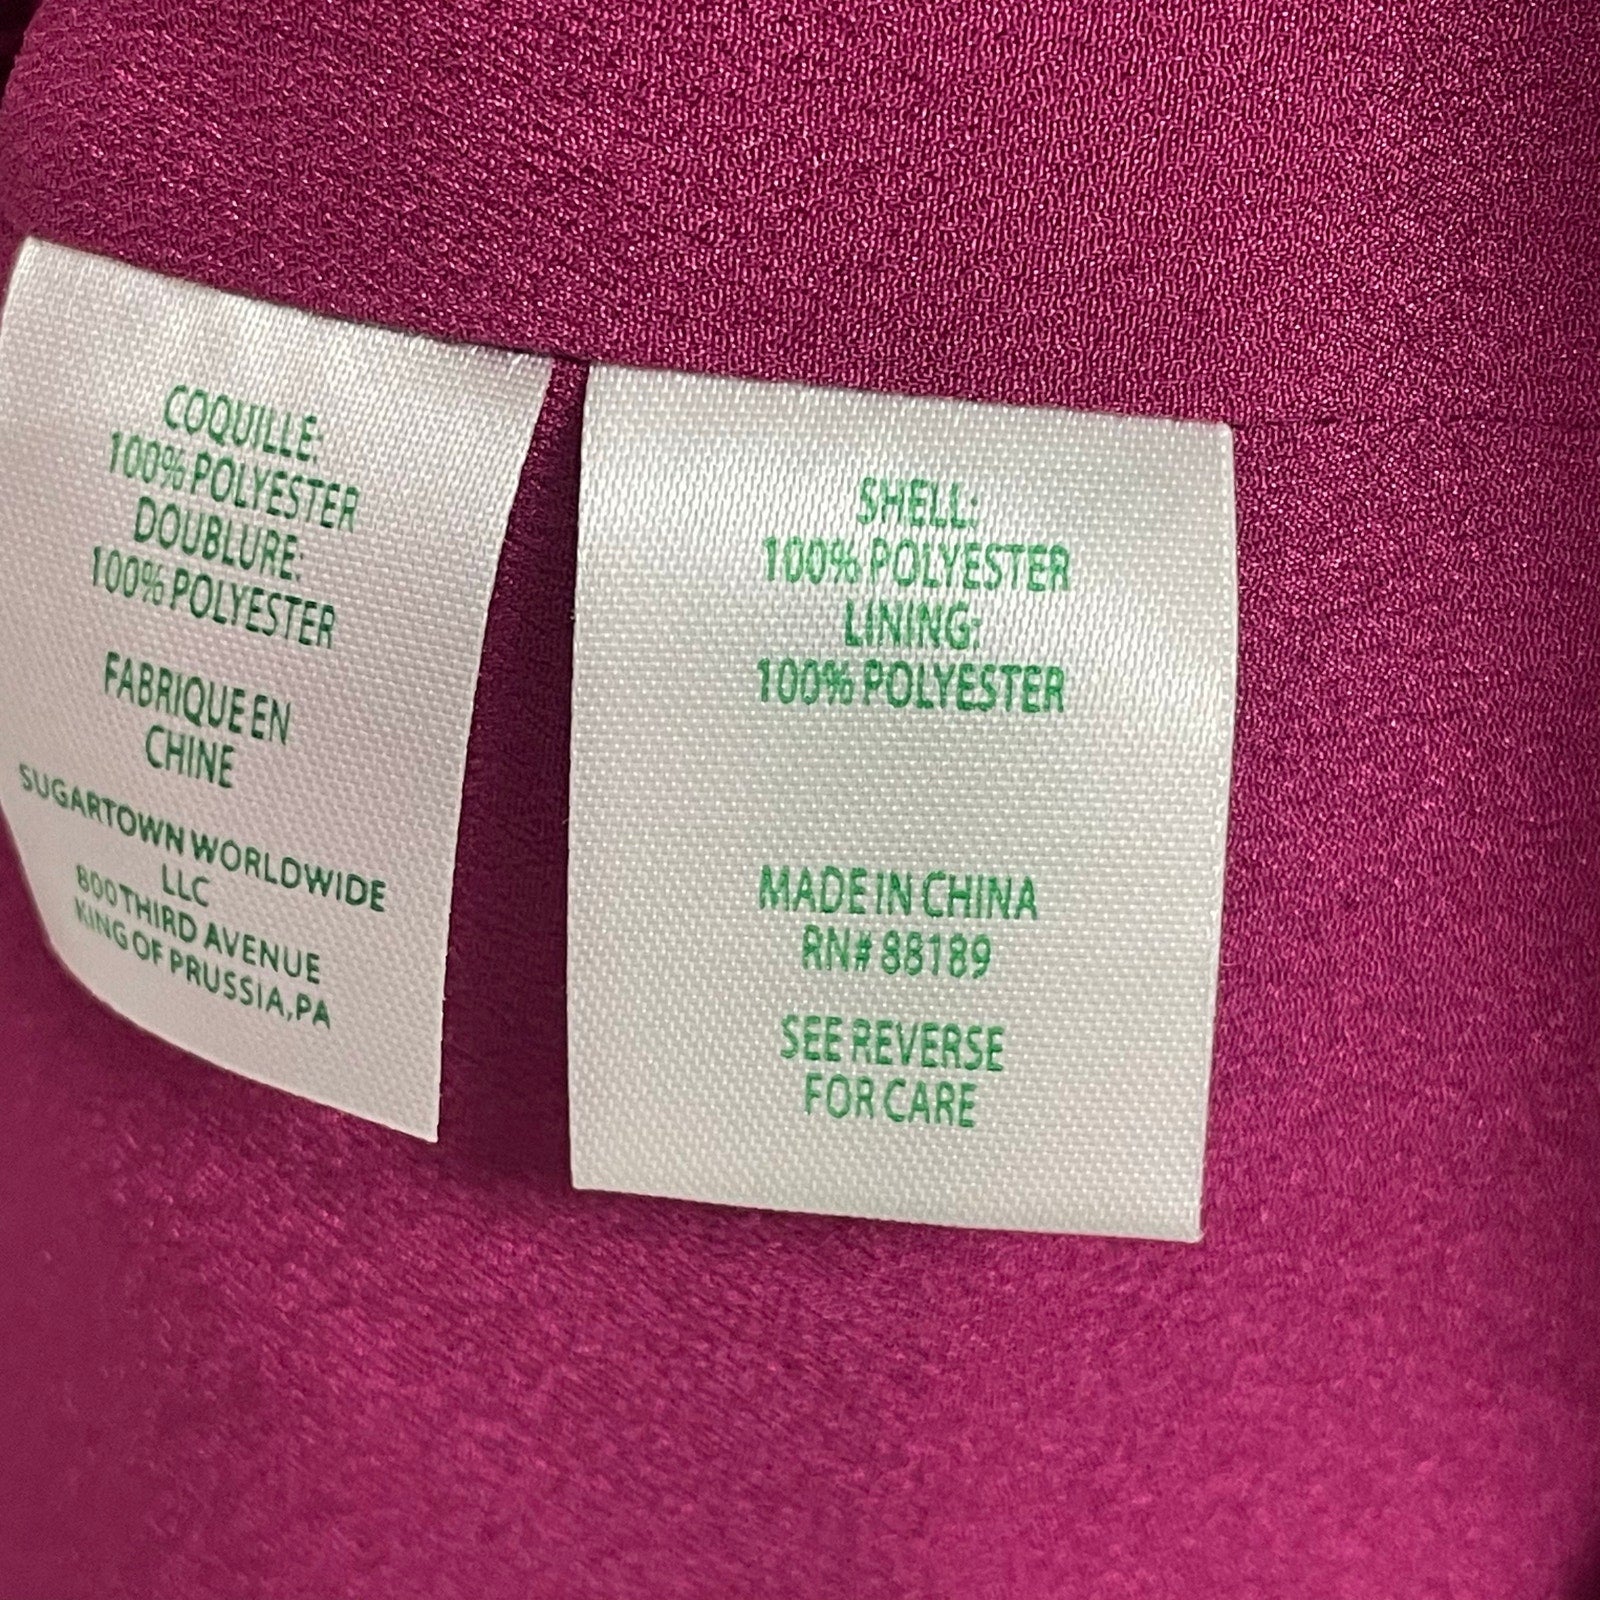 COQUILLE:
100% POLYESTER
DOUBLURE:
100% POLYESTER
FABRIQUE EN
CHINE
SUGARTOWN WORLDWIDE
LLC
800 THIRD AVENUE
KING OF PRUSSIA, PA
SHELL:
100% POLYESTER
LINING:
100% POLYESTER
MADE IN CHINA
RN# 88189
SEE REVERSE
FOR CARE